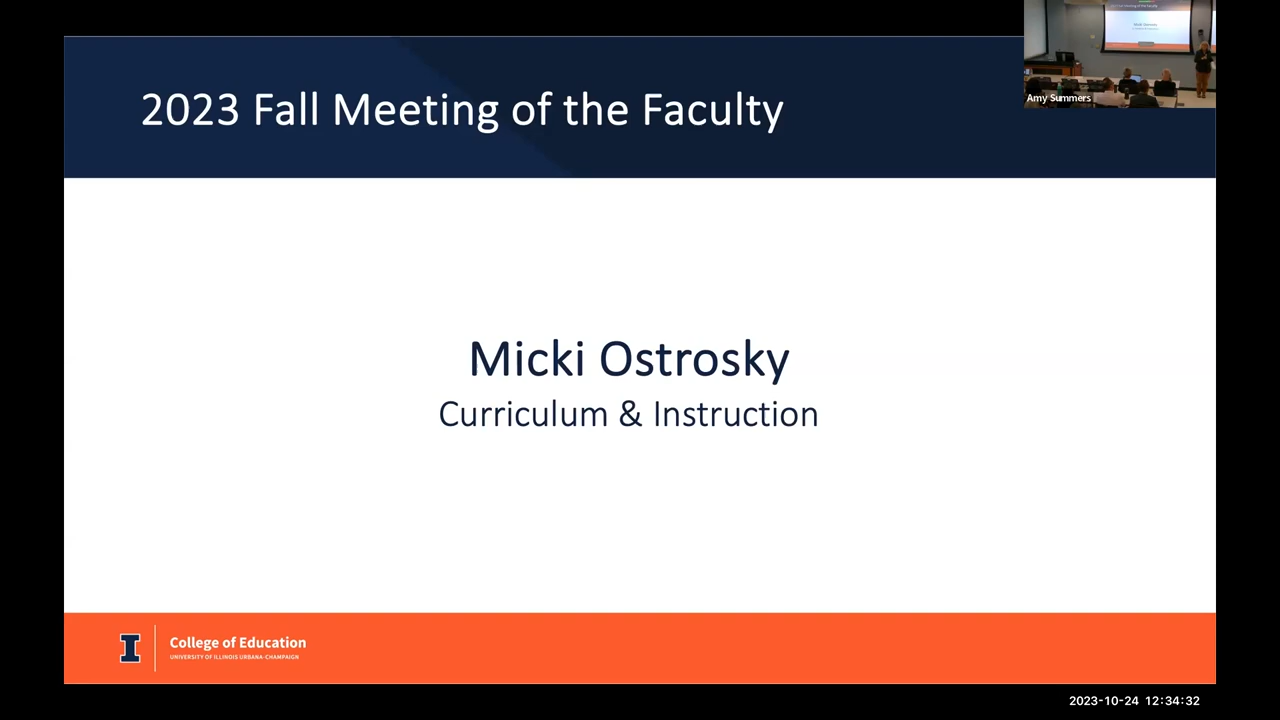 2023 Fall Meeting of the Faculty
Amy Summers
Micki Ostrosky
Curriculum & Instruction
I
College of Education
UNIVERSITY OF ILLINOIS URBANA-CHAMPAIGN
2023-10-24 12:34:32